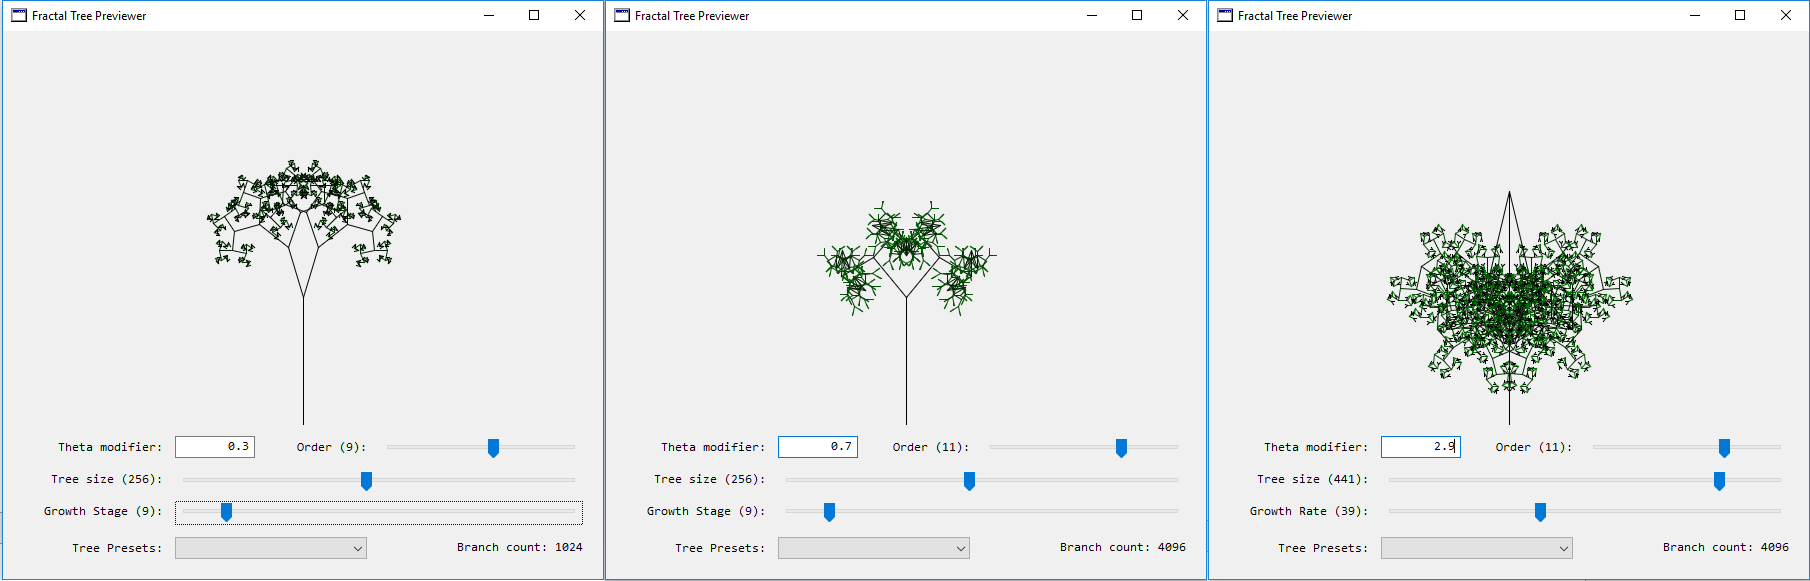 Fractal Tree Previewer
Theta modifier: 0.3 Order (9):
Tree size (256):
Growth Stage (9):
Tree Presets: Branch count: 1024
Fractal Tree Previewer
Theta modifier: 0.7 Order (11):
Tree size (256):
Growth Stage (9):
Tree Presets: Branch count: 4096
Fractal Tree Previewer
Theta modifier: 2.9 Order (11):
Tree size (441):
Growth Rate (39):
Tree Presets: Branch count: 4096